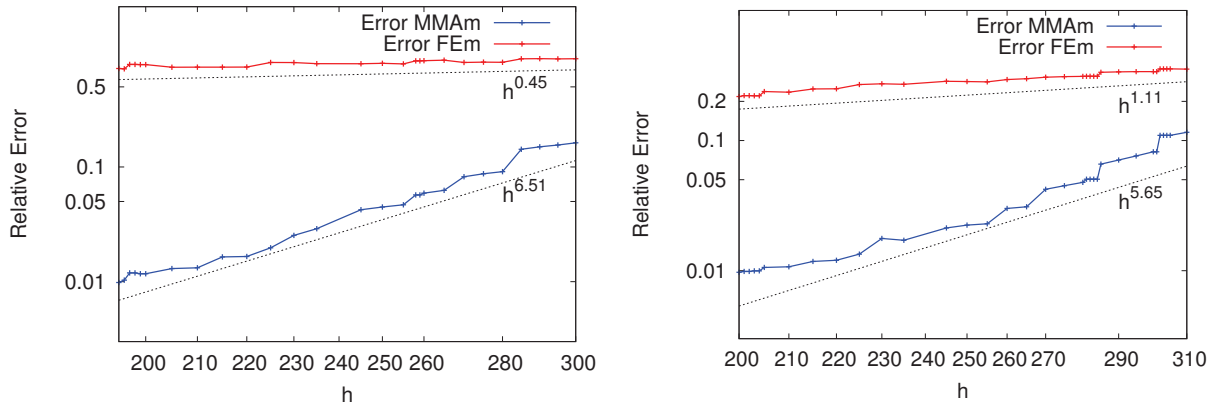 Error MMAm
Error FEm
Relative Error
0.5
0.1
0.05
0.01
h^0.45
h^6.51
200 210 220 230 240 250 260 270 280 300
h
Error MMAm
Error FEm
Relative Error
0.2
0.1
0.05
0.01
h^1.11
h^5.65
200 210 220 230 240 250 260 270 290 310
h